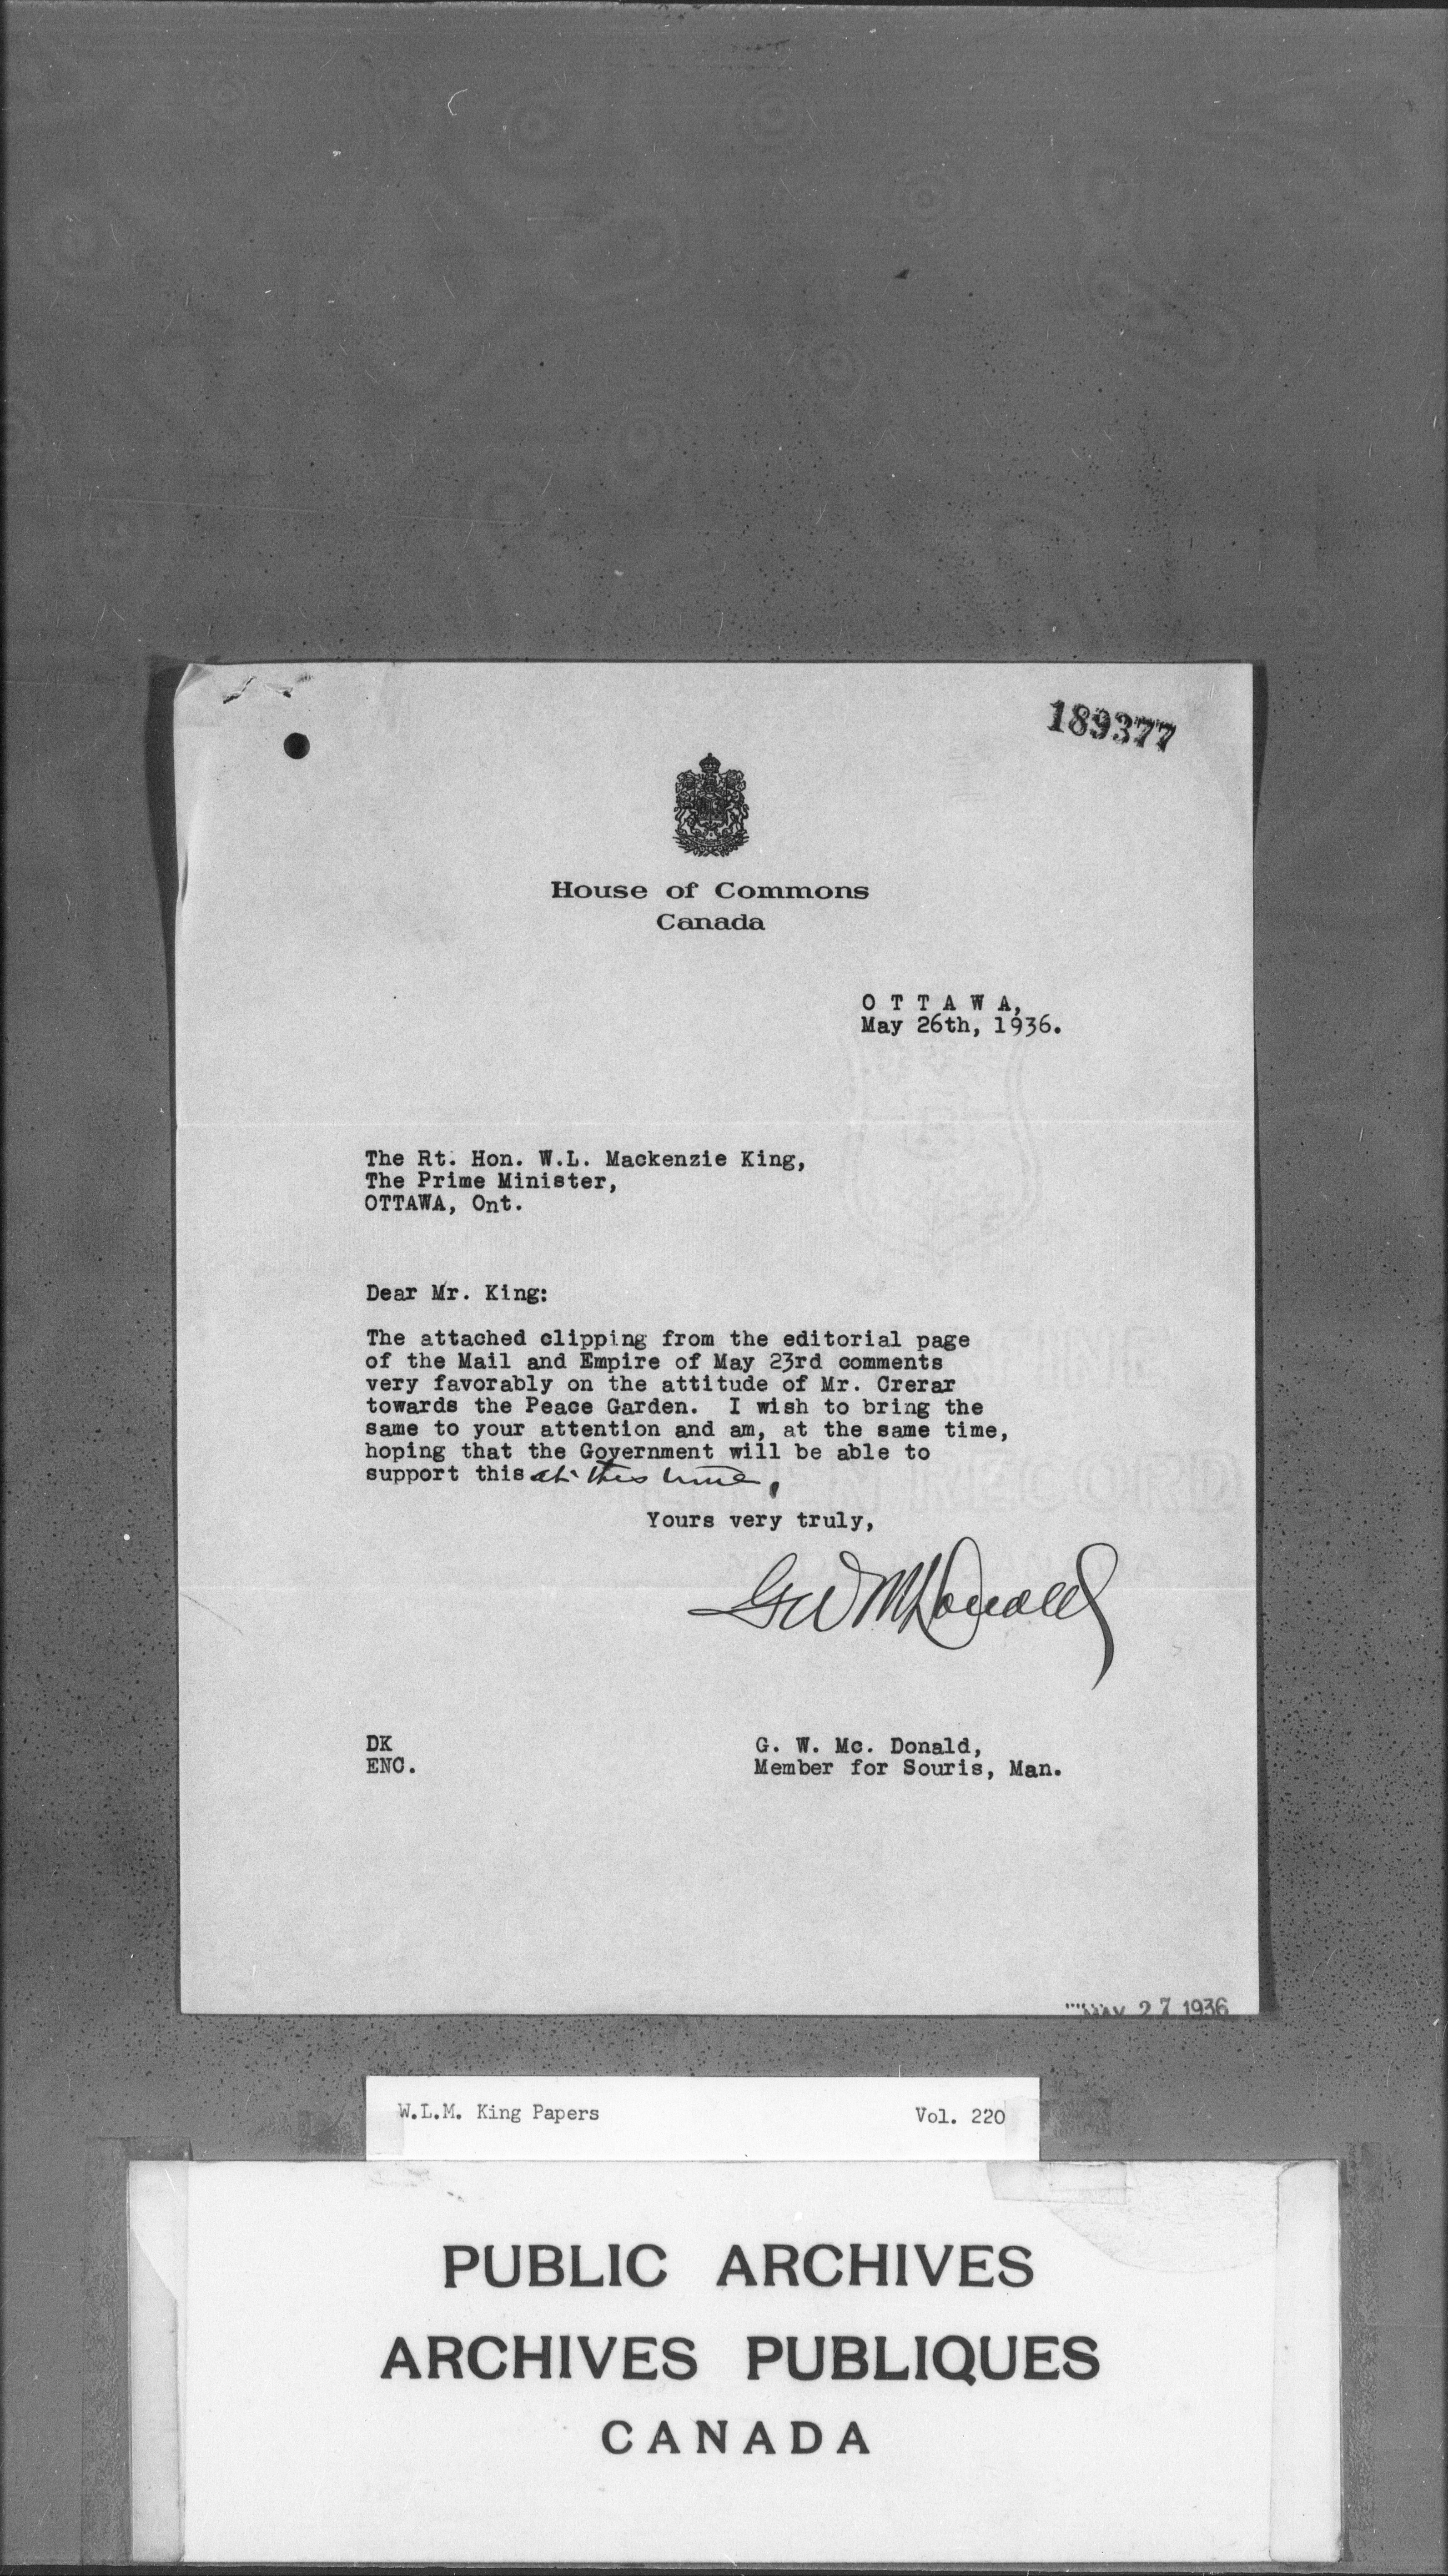 189377
House of Commons
Canada
O T T A W A,
May 26th, 1936.
The Rt. Hon. W.L. Mackenzie King,
The Prime Minister,
OTTAWA, Ont.
Dear Mr. King:
The attached clipping from the editorial page
of the Mail and Empire of May 23rd comments
very favorably on the attitude of Mr. Crerar
towards the Peace Garden. I wish to bring the
same to your attention and am, at the same time,
hoping that the Government will be able to
support this at this time.
Yours very truly,
GW McDonald
DK
ENC.
G. W. Mc. Donald,
Member for Souris, Man.
MAY 27 1936
W.L.M. King Papers Vol. 220
PUBLIC ARCHIVES
ARCHIVES PUBLIQUES
CANADA